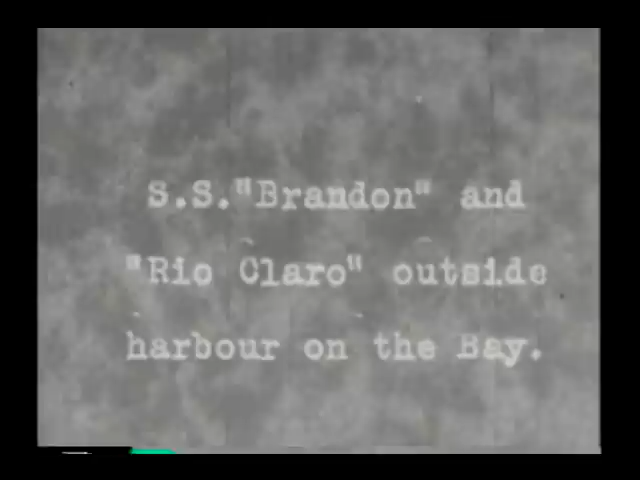 S.S."Brandon" and
"Rio Claro" outside
harbour on the Bay.